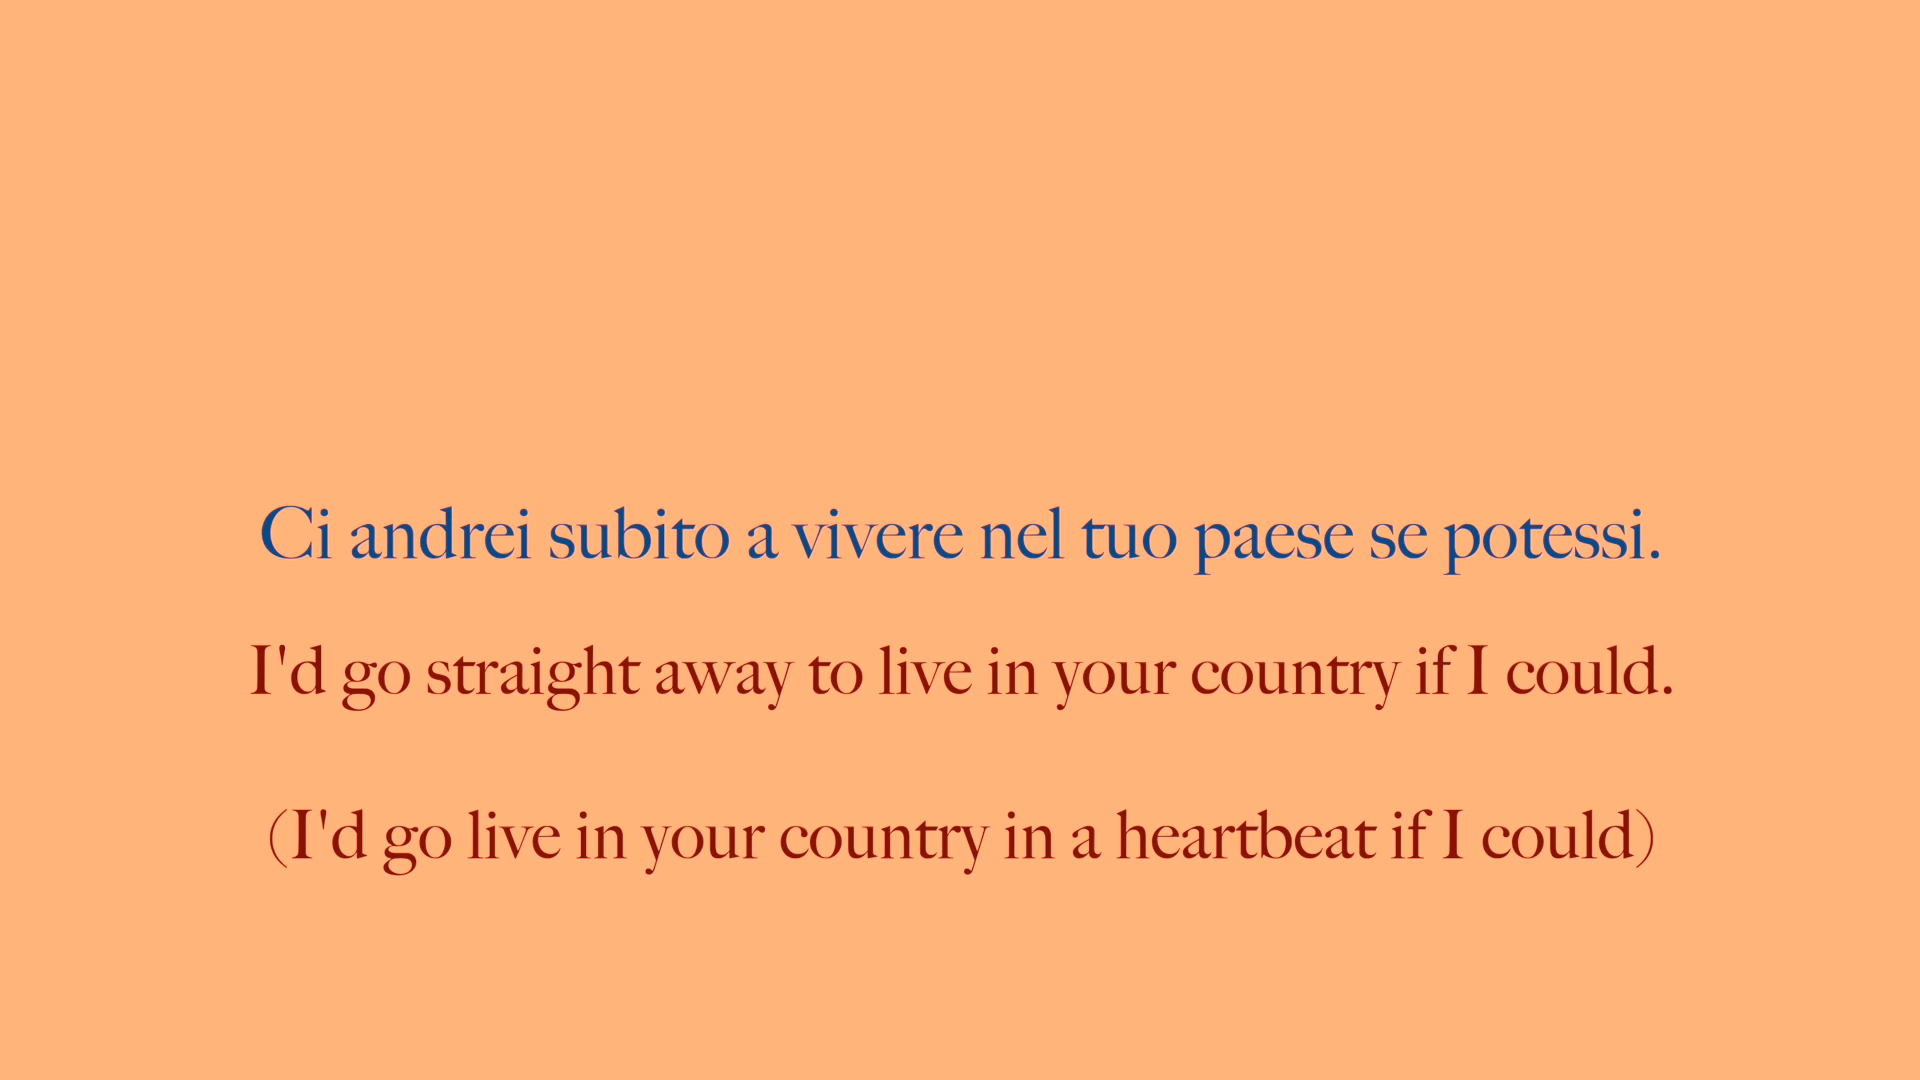 Ci andrei subito a vivere nel tuo paese se potessi.
I'd go straight away to live in your country if I could.
(I'd go live in your country in a heartbeat if I could)